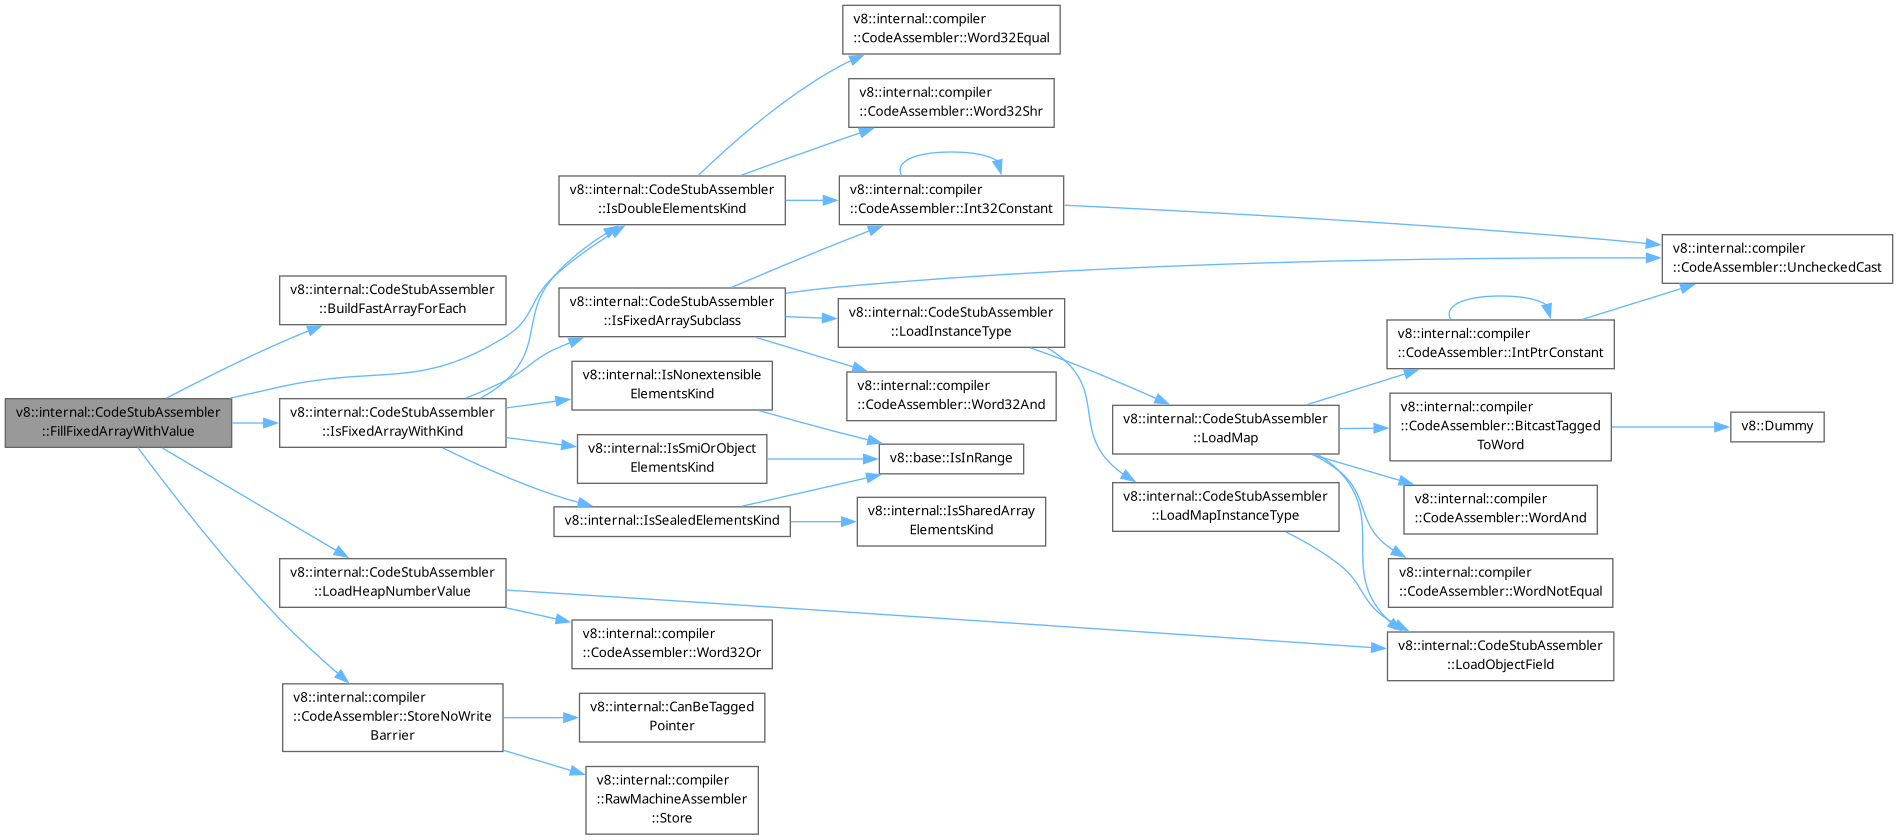 v8::internal::CodeStubAssembler
::FillFixedArrayWithValue
v8::internal::CodeStubAssembler
::BuildFastArrayForEach
v8::internal::CodeStubAssembler
::IsFixedArrayWithKind
v8::internal::CodeStubAssembler
::LoadHeapNumberValue
v8::internal::compiler
::CodeAssembler::StoreNoWrite
Barrier
v8::internal::CodeStubAssembler
::IsDoubleElementsKind
v8::internal::CodeStubAssembler
::IsFixedArraySubclass
v8::internal::IsNonextensible
ElementsKind
v8::internal::IsSmiOrObject
ElementsKind
v8::internal::IsSealedElementsKind
v8::internal::compiler
::CodeAssembler::Word32Or
v8::internal::CanBeTagged
Pointer
v8::internal::compiler
::RawMachineAssembler
::Store
v8::internal::compiler
::CodeAssembler::Word32Equal
v8::internal::compiler
::CodeAssembler::Word32Shr
v8::internal::compiler
::CodeAssembler::Int32Constant
v8::internal::CodeStubAssembler
::LoadInstanceType
v8::internal::compiler
::CodeAssembler::Word32And
v8::base::IsInRange
v8::internal::IsSharedArray
ElementsKind
v8::internal::CodeStubAssembler
::LoadMap
v8::internal::CodeStubAssembler
::LoadMapInstanceType
v8::internal::compiler
::CodeAssembler::IntPtrConstant
v8::internal::compiler
::CodeAssembler::BitcastTagged
ToWord
v8::internal::compiler
::CodeAssembler::WordAnd
v8::internal::compiler
::CodeAssembler::WordNotEqual
v8::internal::CodeStubAssembler
::LoadObjectField
v8::internal::compiler
::CodeAssembler::UncheckedCast
v8::Dummy